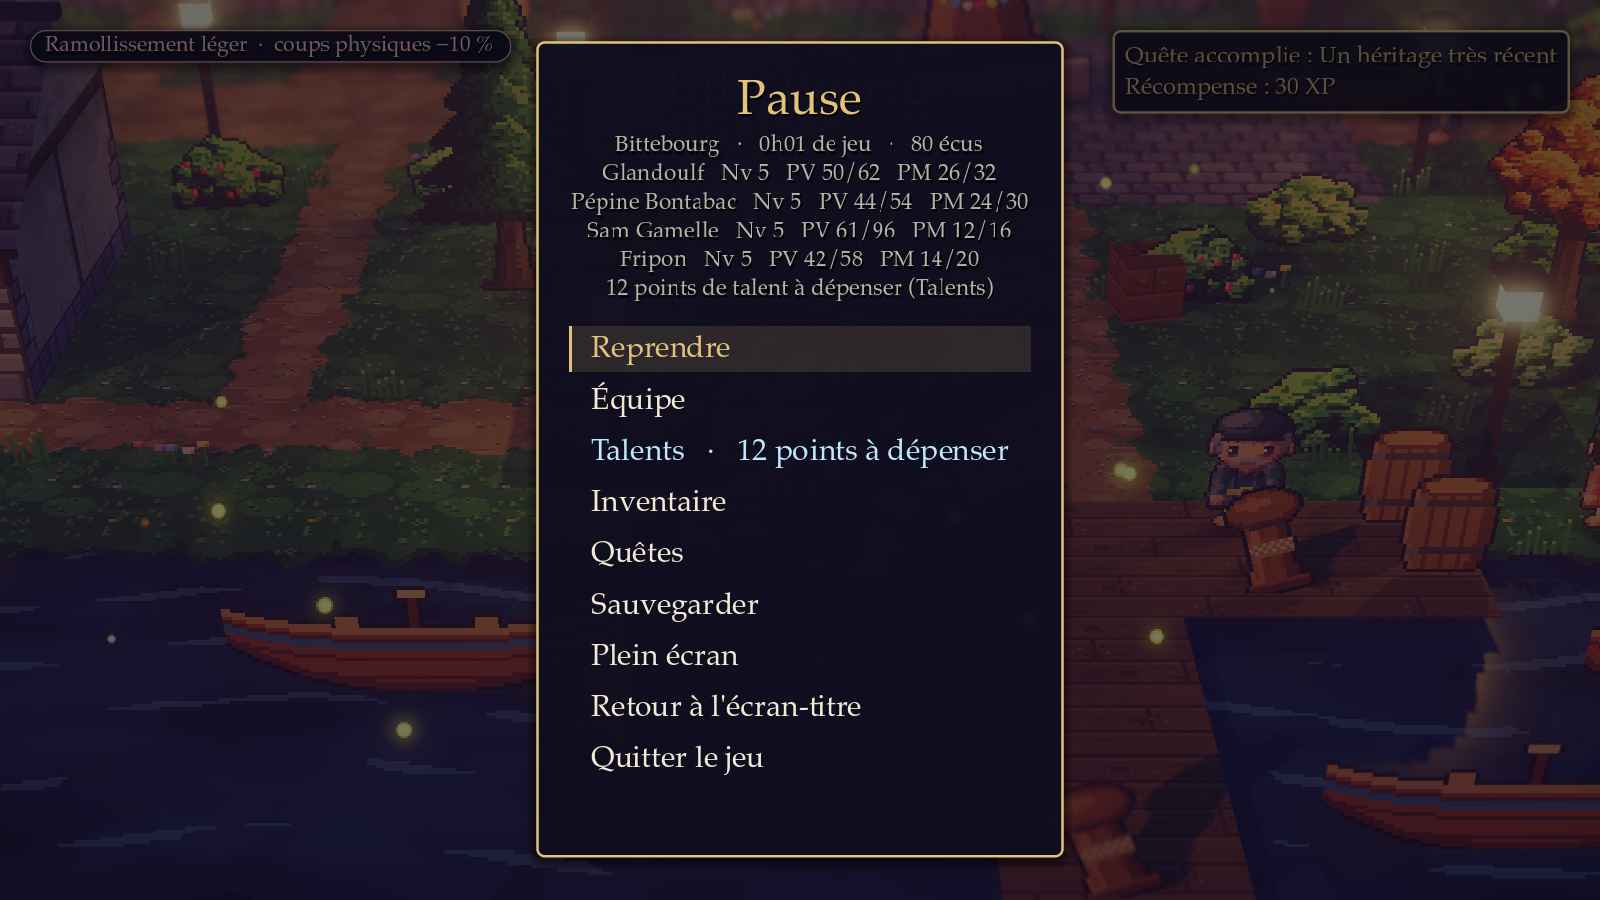 Ramollissement léger · coups physiques −10 %
Quête accomplie : Un héritage très récent
Récompense : 30 XP
Pause
Bittebourg · 0h01 de jeu · 80 écus
Glandoulf Nv 5 PV 50/62 PM 26/32
Pépine Bontabac Nv 5 PV 44/54 PM 24/30
Sam Gamelle Nv 5 PV 61/96 PM 12/16
Fripon Nv 5 PV 42/58 PM 14/20
12 points de talent à dépenser (Talents)
Reprendre
Équipe
Talents · 12 points à dépenser
Inventaire
Quêtes
Sauvegarder
Plein écran
Retour à l'écran-titre
Quitter le jeu